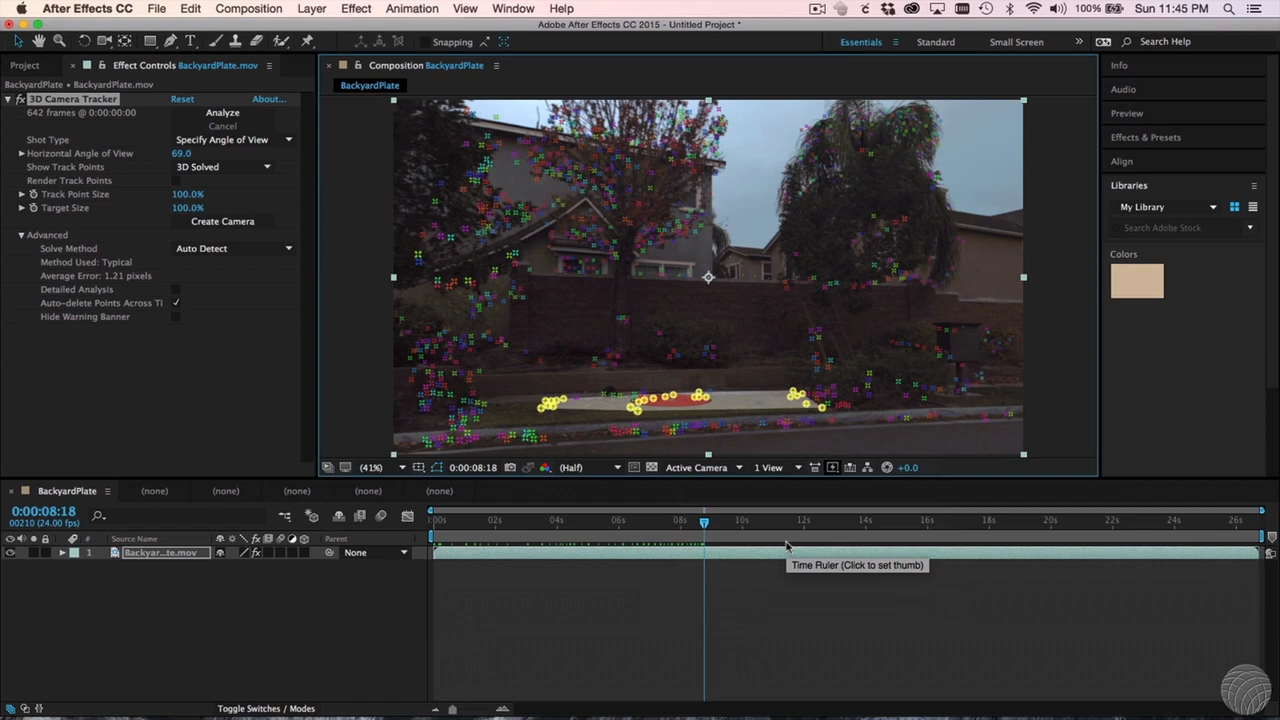 After Effects CC File Edit Composition Layer Effect Animation View Window Help 100% Sun 11:45 PM
Adobe After Effects CC 2015 - Untitled Project *
Snapping Essentials Standard Small Screen Search Help
Project Effect Controls BackyardPlate.mov
BackyardPlate • BackyardPlate.mov
fx 3D Camera Tracker Reset About...
642 frames @ 0:00:00:00 Analyze
Cancel
Shot Type Specify Angle of View
Horizontal Angle of View 69.0
Show Track Points 3D Solved
Render Track Points
Track Point Size 100.0%
Target Size 100.0%
Create Camera
Advanced
Solve Method Auto Detect
Method Used: Typical
Average Error: 1.21 pixels
Detailed Analysis
Auto-delete Points Across Ti
Hide Warning Banner
Composition BackyardPlate
BackyardPlate
(41%) 0:00:08:18 (Half) Active Camera 1 View +0.0
Info
Audio
Preview
Effects & Presets
Align
Libraries
My Library
Search Adobe Stock
Colors
BackyardPlate (none) (none) (none) (none) (none)
0:00:08:18
00210 (24.00 fps)
:00s 02s 04s 06s 08s 10s 12s 14s 16s 18s 20s 22s 24s 26s
# Source Name fx Parent
1 Backyar...te.mov fx None
Time Ruler (Click to set thumb)
Toggle Switches / Modes